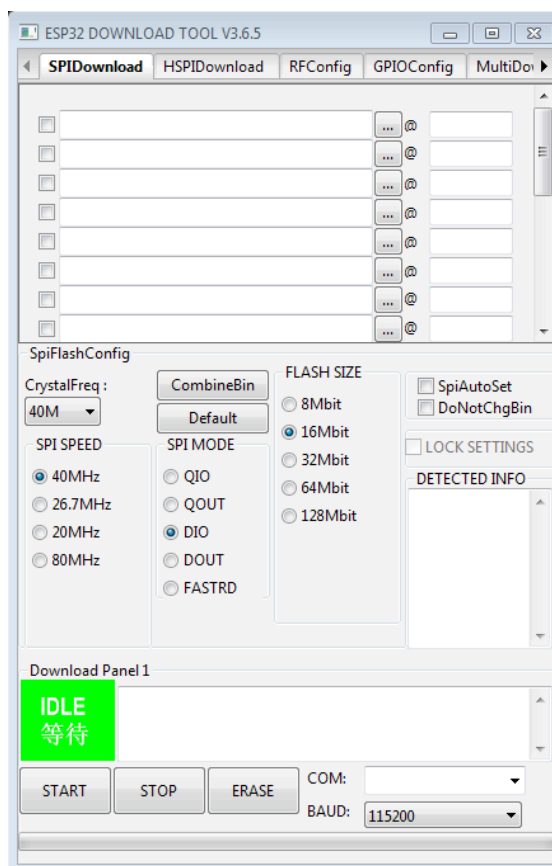 ESP32 DOWNLOAD TOOL V3.6.5
SPIDownload HSPIDownload RFConfig GPIOConfig MultiDov
... @
... @
... @
... @
... @
... @
... @
... @
SpiFlashConfig
CrystalFreq :
40M
CombineBin
Default
SPI SPEED
40MHz
26.7MHz
20MHz
80MHz
SPI MODE
QIO
QOUT
DIO
DOUT
FASTRD
FLASH SIZE
8Mbit
16Mbit
32Mbit
64Mbit
128Mbit
SpiAutoSet
DoNotChgBin
LOCK SETTINGS
DETECTED INFO
Download Panel 1
IDLE
等待
START STOP ERASE
COM:
BAUD: 115200